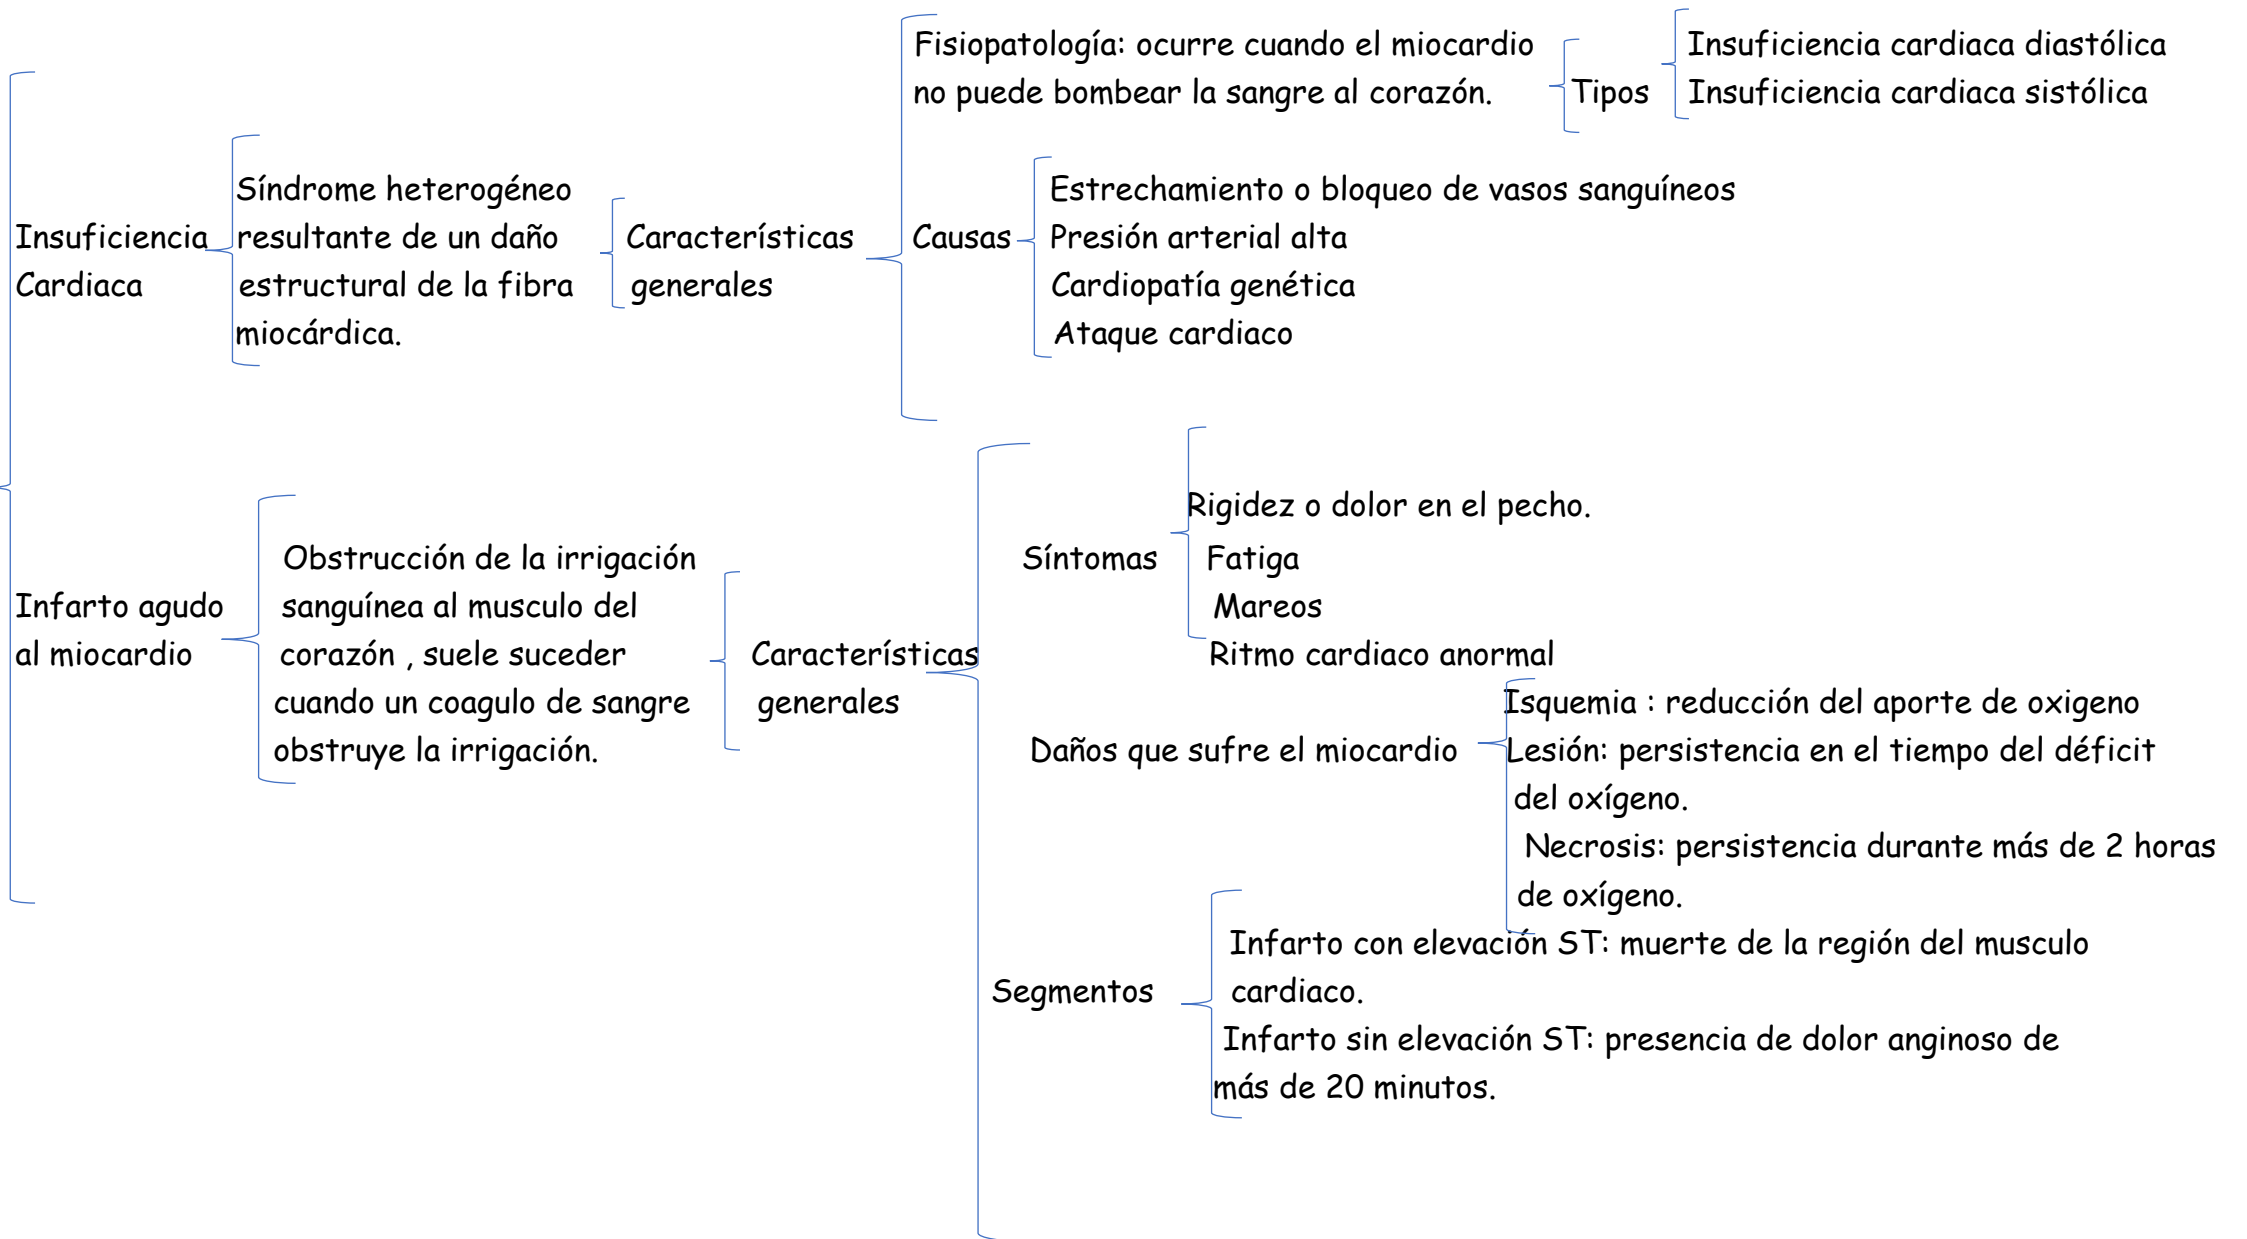 Fisiopatología: ocurre cuando el miocardio
no puede bombear la sangre al corazón.
Tipos
Insuficiencia cardiaca diastólica
Insuficiencia cardiaca sistólica
Insuficiencia
Cardiaca
Síndrome heterogéneo
resultante de un daño
estructural de la fibra
miocárdica.
Características
generales
Causas
Estrechamiento o bloqueo de vasos sanguíneos
Presión arterial alta
Cardiopatía genética
Ataque cardiaco
Infarto agudo
al miocardio
Obstrucción de la irrigación
sanguínea al musculo del
corazón , suele suceder
cuando un coagulo de sangre
obstruye la irrigación.
Características
generales
Síntomas
Rigidez o dolor en el pecho.
Fatiga
Mareos
Ritmo cardiaco anormal
Daños que sufre el miocardio
Isquemia : reducción del aporte de oxigeno
Lesión: persistencia en el tiempo del déficit
del oxígeno.
Necrosis: persistencia durante más de 2 horas
de oxígeno.
Segmentos
Infarto con elevación ST: muerte de la región del musculo
cardiaco.
Infarto sin elevación ST: presencia de dolor anginoso de
más de 20 minutos.